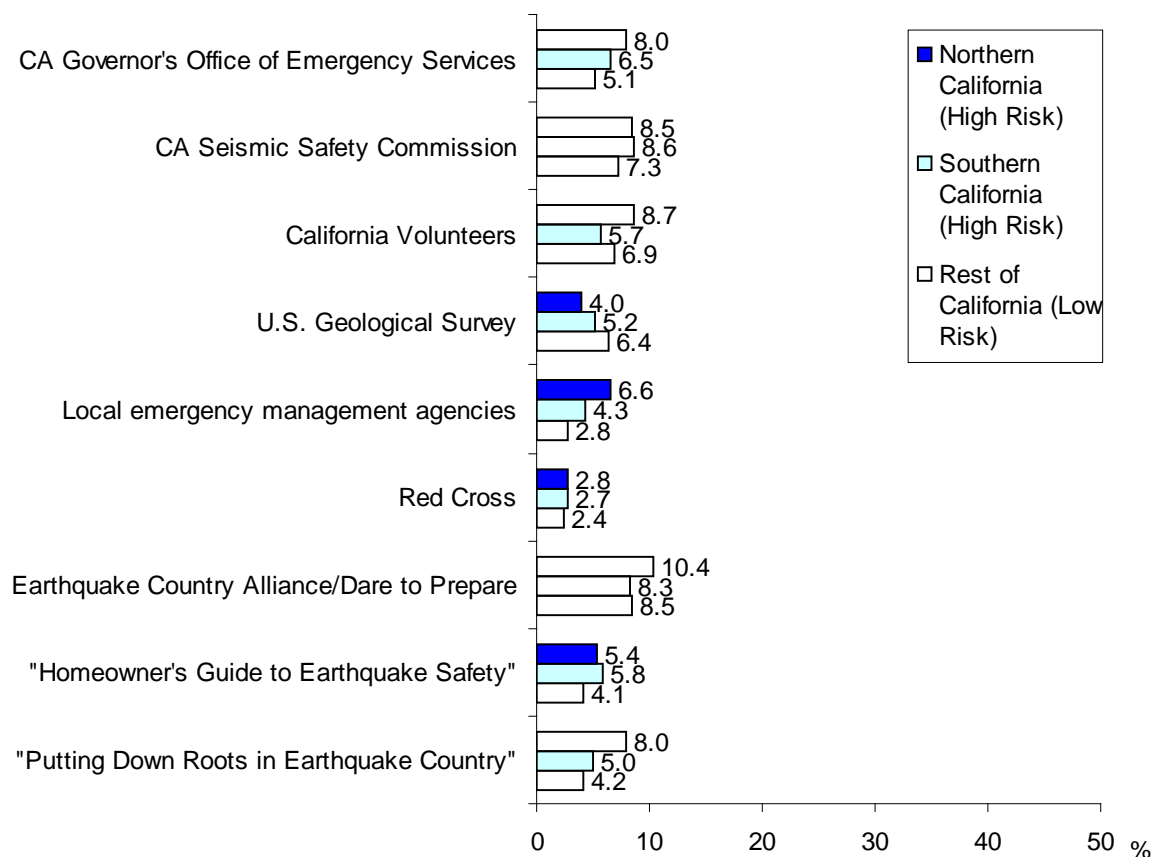 CA Governor's Office of Emergency Services
8.0
6.5
5.1
CA Seismic Safety Commission
8.5
8.6
7.3
California Volunteers
8.7
5.7
6.9
U.S. Geological Survey
4.0
5.2
6.4
Local emergency management agencies
6.6
4.3
2.8
Red Cross
2.8
2.7
2.4
Earthquake Country Alliance/Dare to Prepare
10.4
8.3
8.5
"Homeowner's Guide to Earthquake Safety"
5.4
5.8
4.1
"Putting Down Roots in Earthquake Country"
8.0
5.0
4.2
0 10 20 30 40 50 %
Northern
California
(High Risk)
Southern
California
(High Risk)
Rest of
California (Low
Risk)